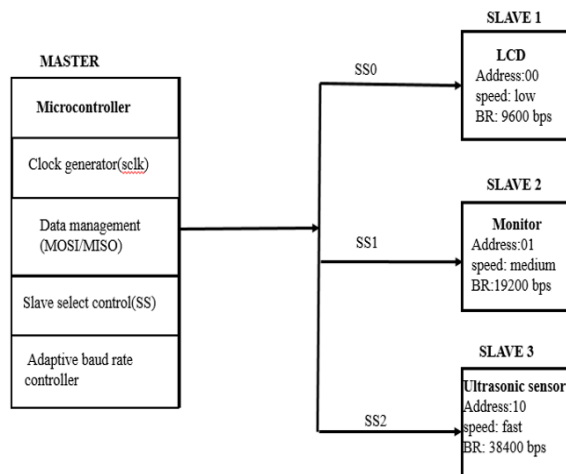 MASTER
Microcontroller
Clock generator(sclk)
Data management
(MOSI/MISO)
Slave select control(SS)
Adaptive baud rate
controller
SS0
SS1
SS2
SLAVE 1
LCD
Address:00
speed: low
BR: 9600 bps
SLAVE 2
Monitor
Address:01
speed: medium
BR:19200 bps
SLAVE 3
Ultrasonic sensor
Address:10
speed: fast
BR: 38400 bps